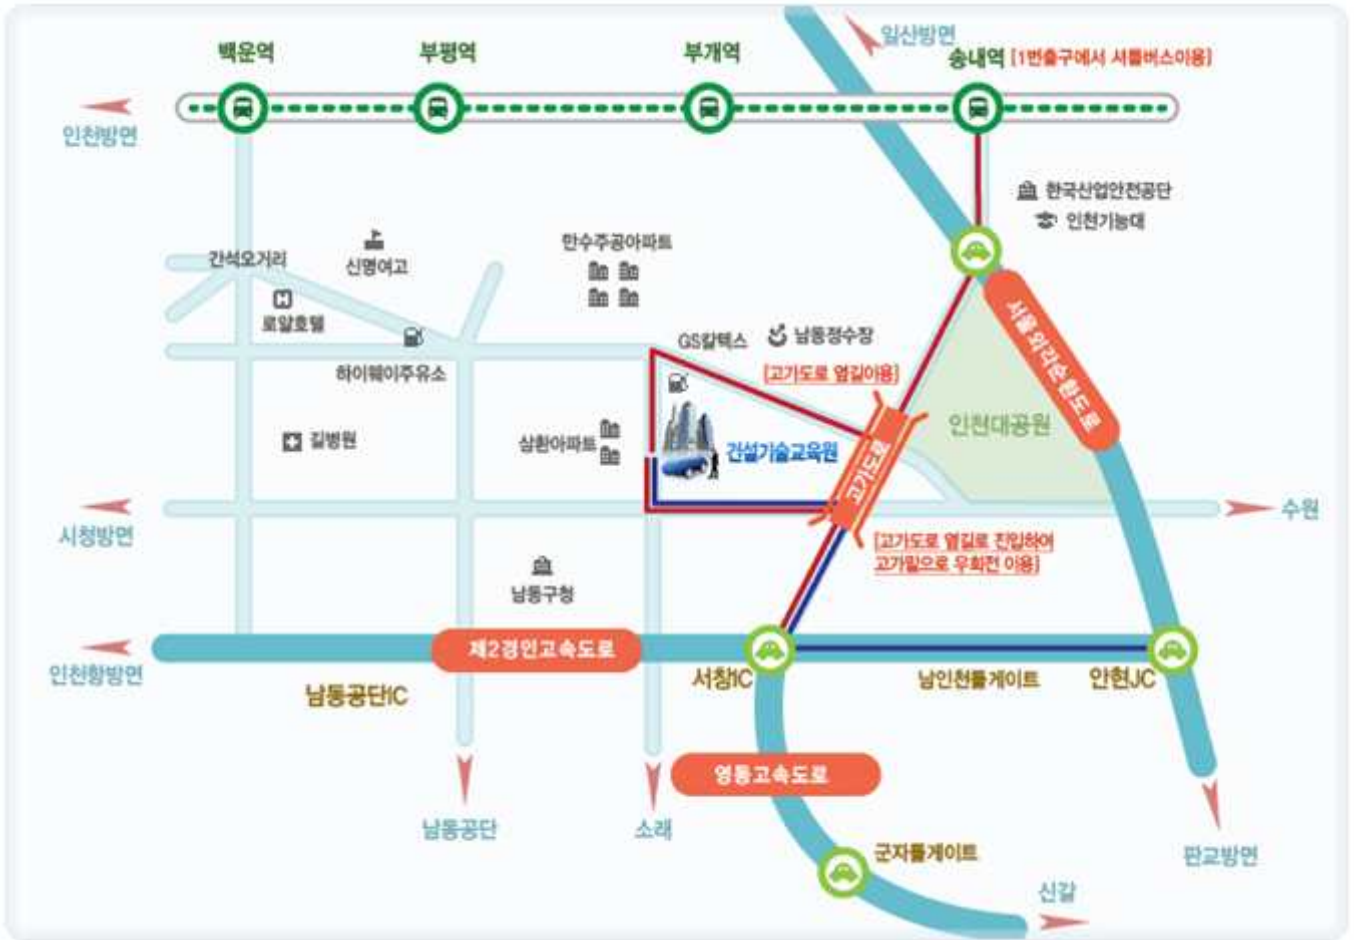 일산방면
백운역
부평역
부개역
송내역 [1번출구에서 셔틀버스이용]
인천방면
한국산업안전공단
인천기능대
만수주공아파트
간석오거리
신명여고
로얄호텔
GS칼텍스
남동정수장
하이웨이주유소
[고가도로 옆길이용]
서울외곽순환도로
인천대공원
길병원
삼환아파트
건설기술교육원
고가도로
시청방면
수원
[고가도로 옆길로 진입하여
고가밑으로 우회전 이용]
남동구청
제2경인고속도로
인천항방면
남동공단IC
서창IC
남인천톨게이트
안현JC
영동고속도로
남동공단
소래
군자톨게이트
판교방면
신갈